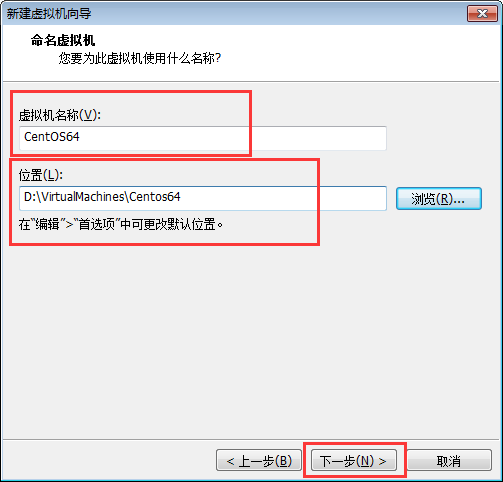 新建虚拟机向导
命名虚拟机
您要为此虚拟机使用什么名称?
虚拟机名称(V):
CentOS64
位置(L):
D:\VirtualMachines\Centos64
浏览(R)...
在“编辑”>“首选项”中可更改默认位置。
< 上一步(B)
下一步(N) >
取消